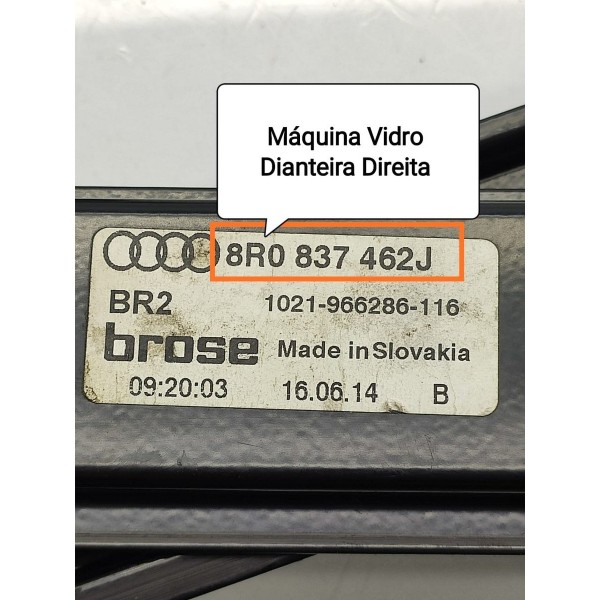 Máquina Vidro
Dianteira Direita
8R0 837 462J
BR2 1021-966286-116
brose Made in Slovakia
09:20:03 16.06.14 B